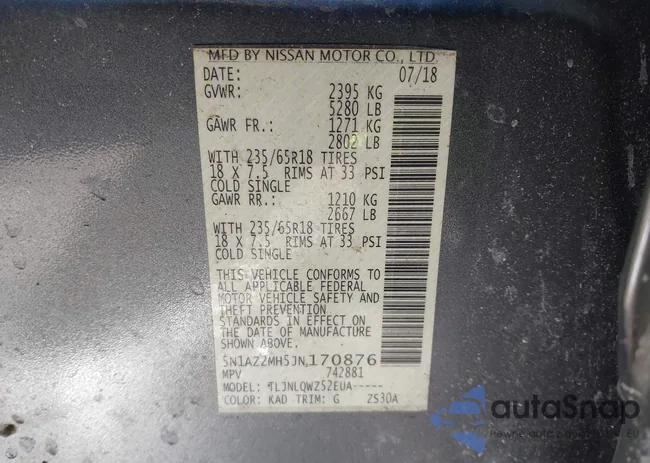 MFD BY NISSAN MOTOR CO., LTD.
DATE: 07/18
GVWR: 2395 KG
5280 LB
GAWR FR.: 1271 KG
2802 LB
WITH 235/65R18 TIRES
18 X 7.5 RIMS AT 33 PSI
COLD SINGLE
GAWR RR.: 1210 KG
2667 LB
WITH 235/65R18 TIRES
18 X 7.5 RIMS AT 33 PSI
COLD SINGLE
THIS VEHICLE CONFORMS TO
ALL APPLICABLE FEDERAL
MOTOR VEHICLE SAFETY AND
THEFT PREVENTION
STANDARDS IN EFFECT ON
THE DATE OF MANUFACTURE
SHOWN ABOVE.
5N1AZ2MH5JN170876
MPV 742881
MODEL: TLJNLQWZ52EUA-----
COLOR: KAD TRIM: G ZS30A
autoSnap